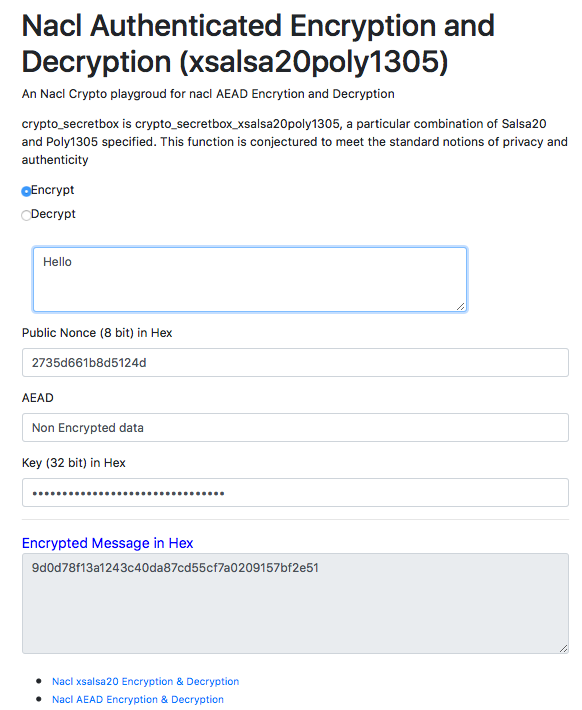 Nacl Authenticated Encryption and
Decryption (xsalsa20poly1305)
An Nacl Crypto playgroud for nacl AEAD Encrytion and Decryption
crypto_secretbox is crypto_secretbox_xsalsa20poly1305, a particular combination of Salsa20
and Poly1305 specified. This function is conjectured to meet the standard notions of privacy and
authenticity
Encrypt
Decrypt
Hello
Public Nonce (8 bit) in Hex
2735d661b8d5124d
AEAD
Non Encrypted data
Key (32 bit) in Hex
••••••••••••••••••••••••••••••••
Encrypted Message in Hex
9d0d78f13a1243c40da87cd55cf7a0209157bf2e51
Nacl xsalsa20 Encryption & Decryption
Nacl AEAD Encryption & Decryption